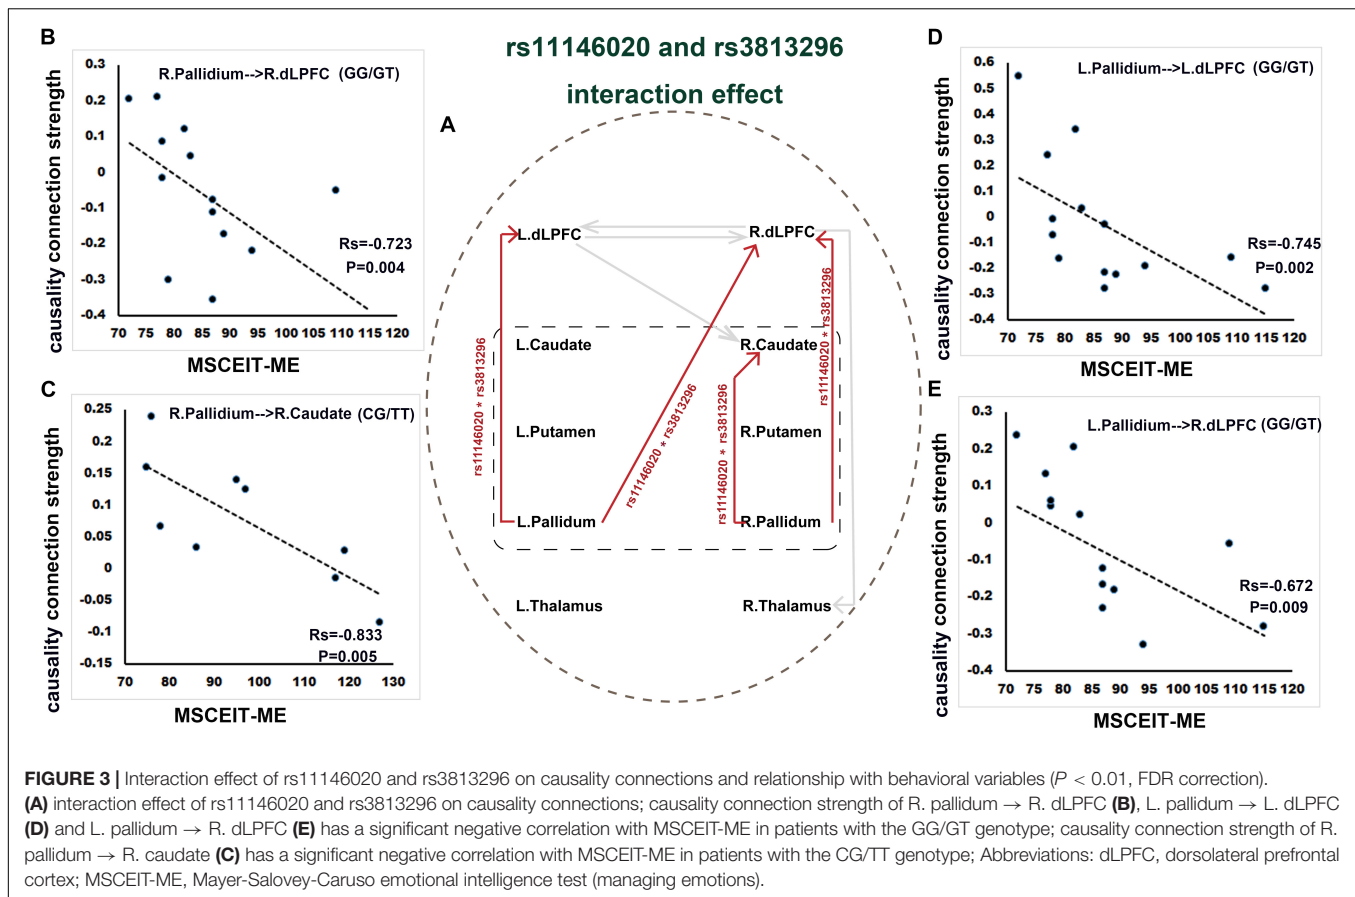 rs11146020 and rs3813296
interaction effect
A
L.dLPFC
R.dLPFC
L.Caudate
R.Caudate
L.Putamen
R.Putamen
L.Pallidum
R.Pallidum
L.Thalamus
R.Thalamus
rs11146020 * rs3813296
rs11146020 * rs3813296
rs11146020 * rs3813296
rs11146020 * rs3813296
B
R.Pallidium-->R.dLPFC (GG/GT)
causality connection strength
0.3
0.2
0.1
0
-0.1
-0.2
-0.3
-0.4
Rs=-0.723
P=0.004
70 75 80 85 90 95 100 105 110 115 120
MSCEIT-ME
C
R.Pallidium-->R.Caudate (CG/TT)
causality connection strength
0.25
0.2
0.15
0.1
0.05
0
-0.05
-0.1
-0.15
Rs=-0.833
P=0.005
70 80 90 100 110 120 130
MSCEIT-ME
D
L.Pallidium-->L.dLPFC (GG/GT)
causality connection strength
0.6
0.5
0.4
0.3
0.2
0.1
0
-0.1
-0.2
-0.3
-0.4
Rs=-0.745
P=0.002
70 75 80 85 90 95 100 105 110 115 120
MSCEIT-ME
E
L.Pallidium-->R.dLPFC (GG/GT)
causality connection strength
0.3
0.2
0.1
0
-0.1
-0.2
-0.3
-0.4
Rs=-0.672
P=0.009
70 75 80 85 90 95 100 105 110 115 120
MSCEIT-ME
FIGURE 3 | Interaction effect of rs11146020 and rs3813296 on causality connections and relationship with behavioral variables (P < 0.01, FDR correction).
(A) interaction effect of rs11146020 and rs3813296 on causality connections; causality connection strength of R. pallidum → R. dLPFC (B), L. pallidum → L. dLPFC
(D) and L. pallidum → R. dLPFC (E) has a significant negative correlation with MSCEIT-ME in patients with the GG/GT genotype; causality connection strength of R.
pallidum → R. caudate (C) has a significant negative correlation with MSCEIT-ME in patients with the CG/TT genotype; Abbreviations: dLPFC, dorsolateral prefrontal
cortex; MSCEIT-ME, Mayer-Salovey-Caruso emotional intelligence test (managing emotions).